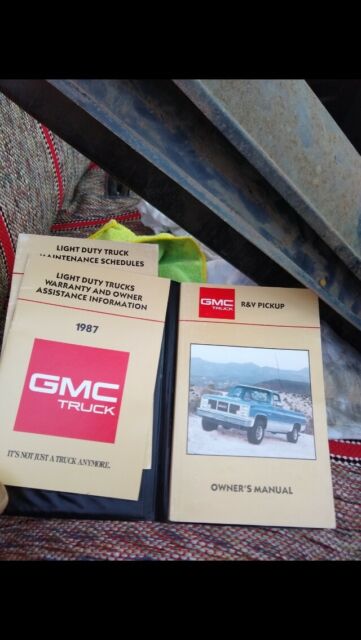 LIGHT DUTY TRUCK
MAINTENANCE SCHEDULES
LIGHT DUTY TRUCKS
WARRANTY AND OWNER
ASSISTANCE INFORMATION
1987
GMC
TRUCK
IT'S NOT JUST A TRUCK ANYMORE.
GMC
TRUCK
R&V PICKUP
OWNER'S MANUAL